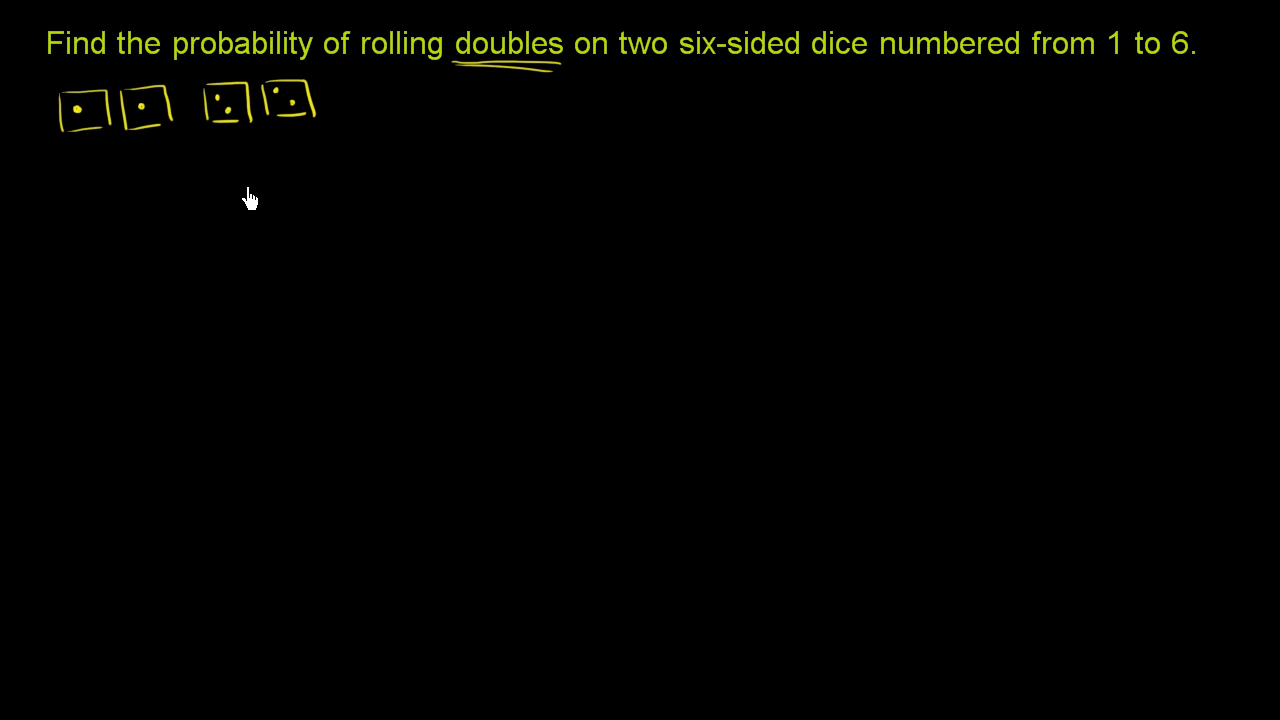 Find the probability of rolling doubles on two six-sided dice numbered from 1 to 6.